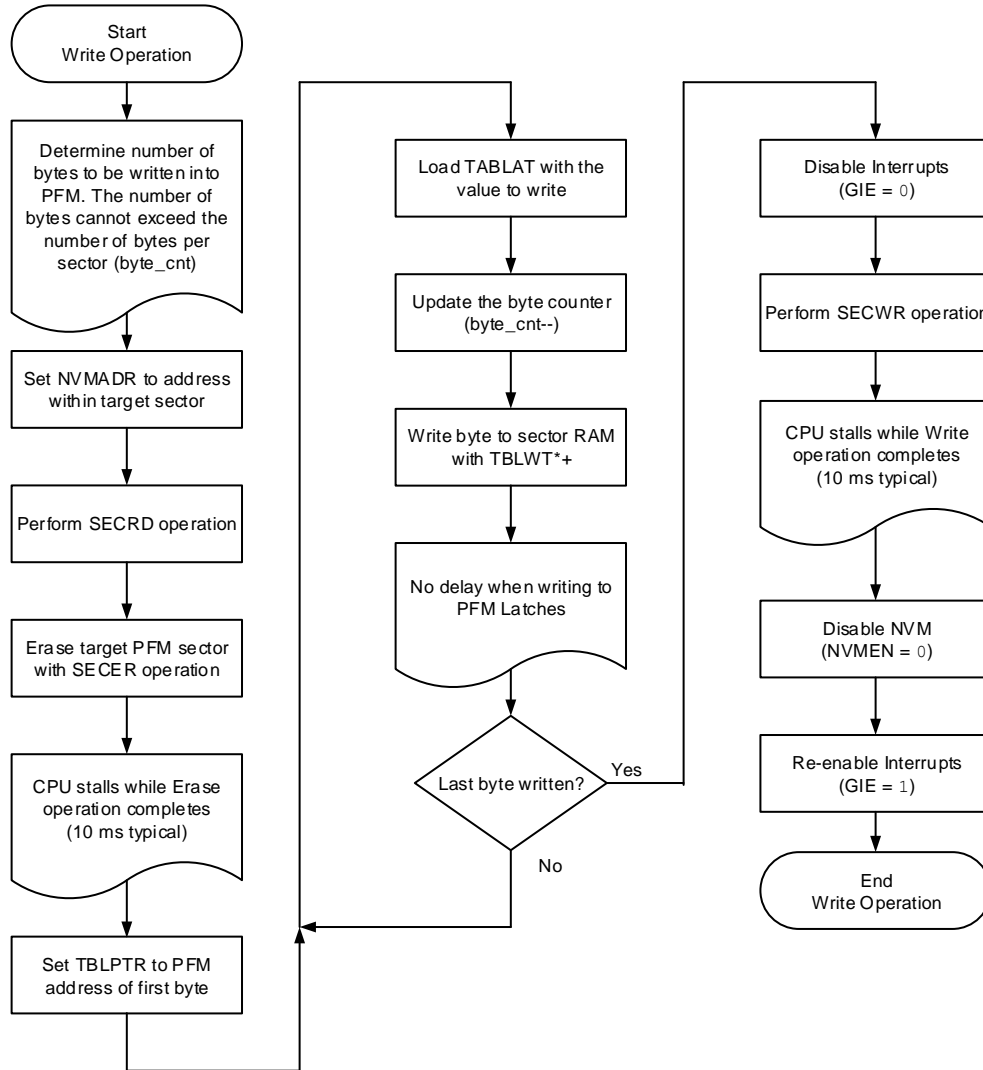 Start
Write Operation
Determine number of
bytes to be written into
PFM. The number of
bytes cannot exceed the
number of bytes per
sector (byte_cnt)
Set NVMADR to address
within target sector
Perform SECRD operation
Erase target PFM sector
with SECER operation
CPU stalls while Erase
operation completes
(10 ms typical)
Set TBLPTR to PFM
address of first byte
Load TABLAT with the
value to write
Update the byte counter
(byte_cnt--)
Write byte to sector RAM
with TBLWT*+
No delay when writing to
PFM Latches
Last byte written?
Yes
No
Disable Interrupts
(GIE = 0)
Perform SECWR operation
CPU stalls while Write
operation completes
(10 ms typical)
Disable NVM
(NVMEN = 0)
Re-enable Interrupts
(GIE = 1)
End
Write Operation